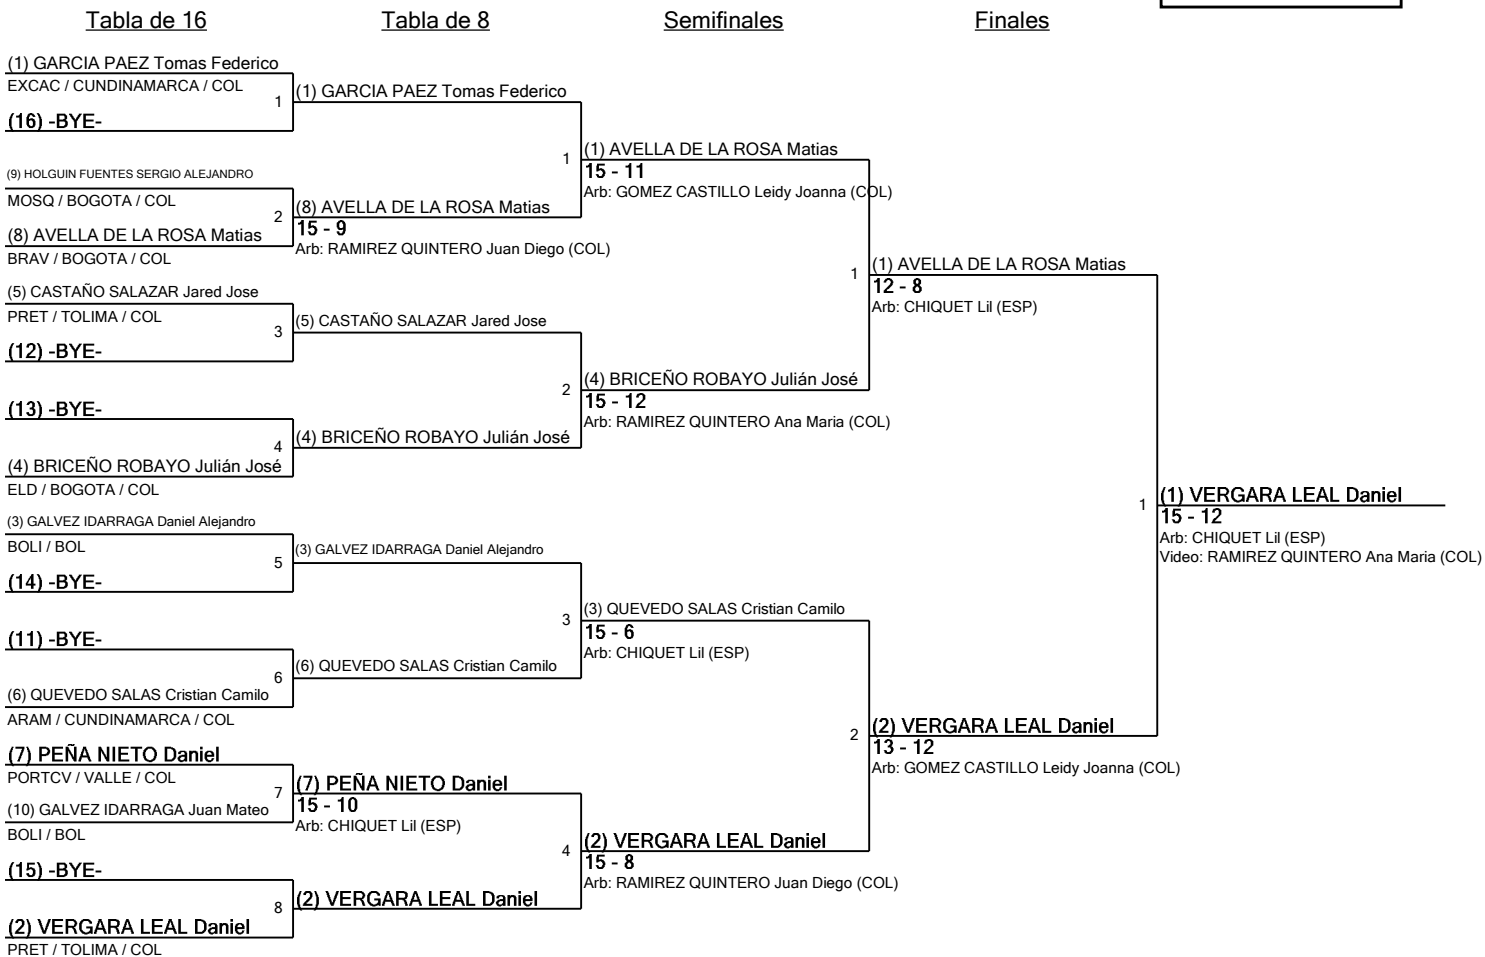 Tabla de 16
Tabla de 8
Semifinales
Finales
(1) GARCIA PAEZ Tomas Federico
EXCAC / CUNDINAMARCA / COL
1
(16) -BYE-
(9) HOLGUIN FUENTES SERGIO ALEJANDRO
MOSQ / BOGOTA / COL
2
(8) AVELLA DE LA ROSA Matias
BRAV / BOGOTA / COL
(5) CASTAÑO SALAZAR Jared Jose
PRET / TOLIMA / COL
3
(12) -BYE-
(13) -BYE-
4
(4) BRICEÑO ROBAYO Julián José
ELD / BOGOTA / COL
(3) GALVEZ IDARRAGA Daniel Alejandro
BOLI / BOL
5
(14) -BYE-
(11) -BYE-
6
(6) QUEVEDO SALAS Cristian Camilo
ARAM / CUNDINAMARCA / COL
(7) PEÑA NIETO Daniel
PORTCV / VALLE / COL
7
(10) GALVEZ IDARRAGA Juan Mateo
BOLI / BOL
(15) -BYE-
8
(2) VERGARA LEAL Daniel
PRET / TOLIMA / COL
(1) GARCIA PAEZ Tomas Federico
1
(8) AVELLA DE LA ROSA Matias
15 - 9
Arb: RAMIREZ QUINTERO Juan Diego (COL)
(5) CASTAÑO SALAZAR Jared Jose
2
(4) BRICEÑO ROBAYO Julián José
(3) GALVEZ IDARRAGA Daniel Alejandro
3
(6) QUEVEDO SALAS Cristian Camilo
(7) PEÑA NIETO Daniel
15 - 10
Arb: CHIQUET Lil (ESP)
4
(2) VERGARA LEAL Daniel
(1) AVELLA DE LA ROSA Matias
15 - 11
Arb: GOMEZ CASTILLO Leidy Joanna (COL)
1
(4) BRICEÑO ROBAYO Julián José
15 - 12
Arb: RAMIREZ QUINTERO Ana Maria (COL)
(3) QUEVEDO SALAS Cristian Camilo
15 - 6
Arb: CHIQUET Lil (ESP)
2
(2) VERGARA LEAL Daniel
15 - 8
Arb: RAMIREZ QUINTERO Juan Diego (COL)
(1) AVELLA DE LA ROSA Matias
12 - 8
Arb: CHIQUET Lil (ESP)
1
(2) VERGARA LEAL Daniel
13 - 12
Arb: GOMEZ CASTILLO Leidy Joanna (COL)
(1) VERGARA LEAL Daniel
15 - 12
Arb: CHIQUET Lil (ESP)
Video: RAMIREZ QUINTERO Ana Maria (COL)